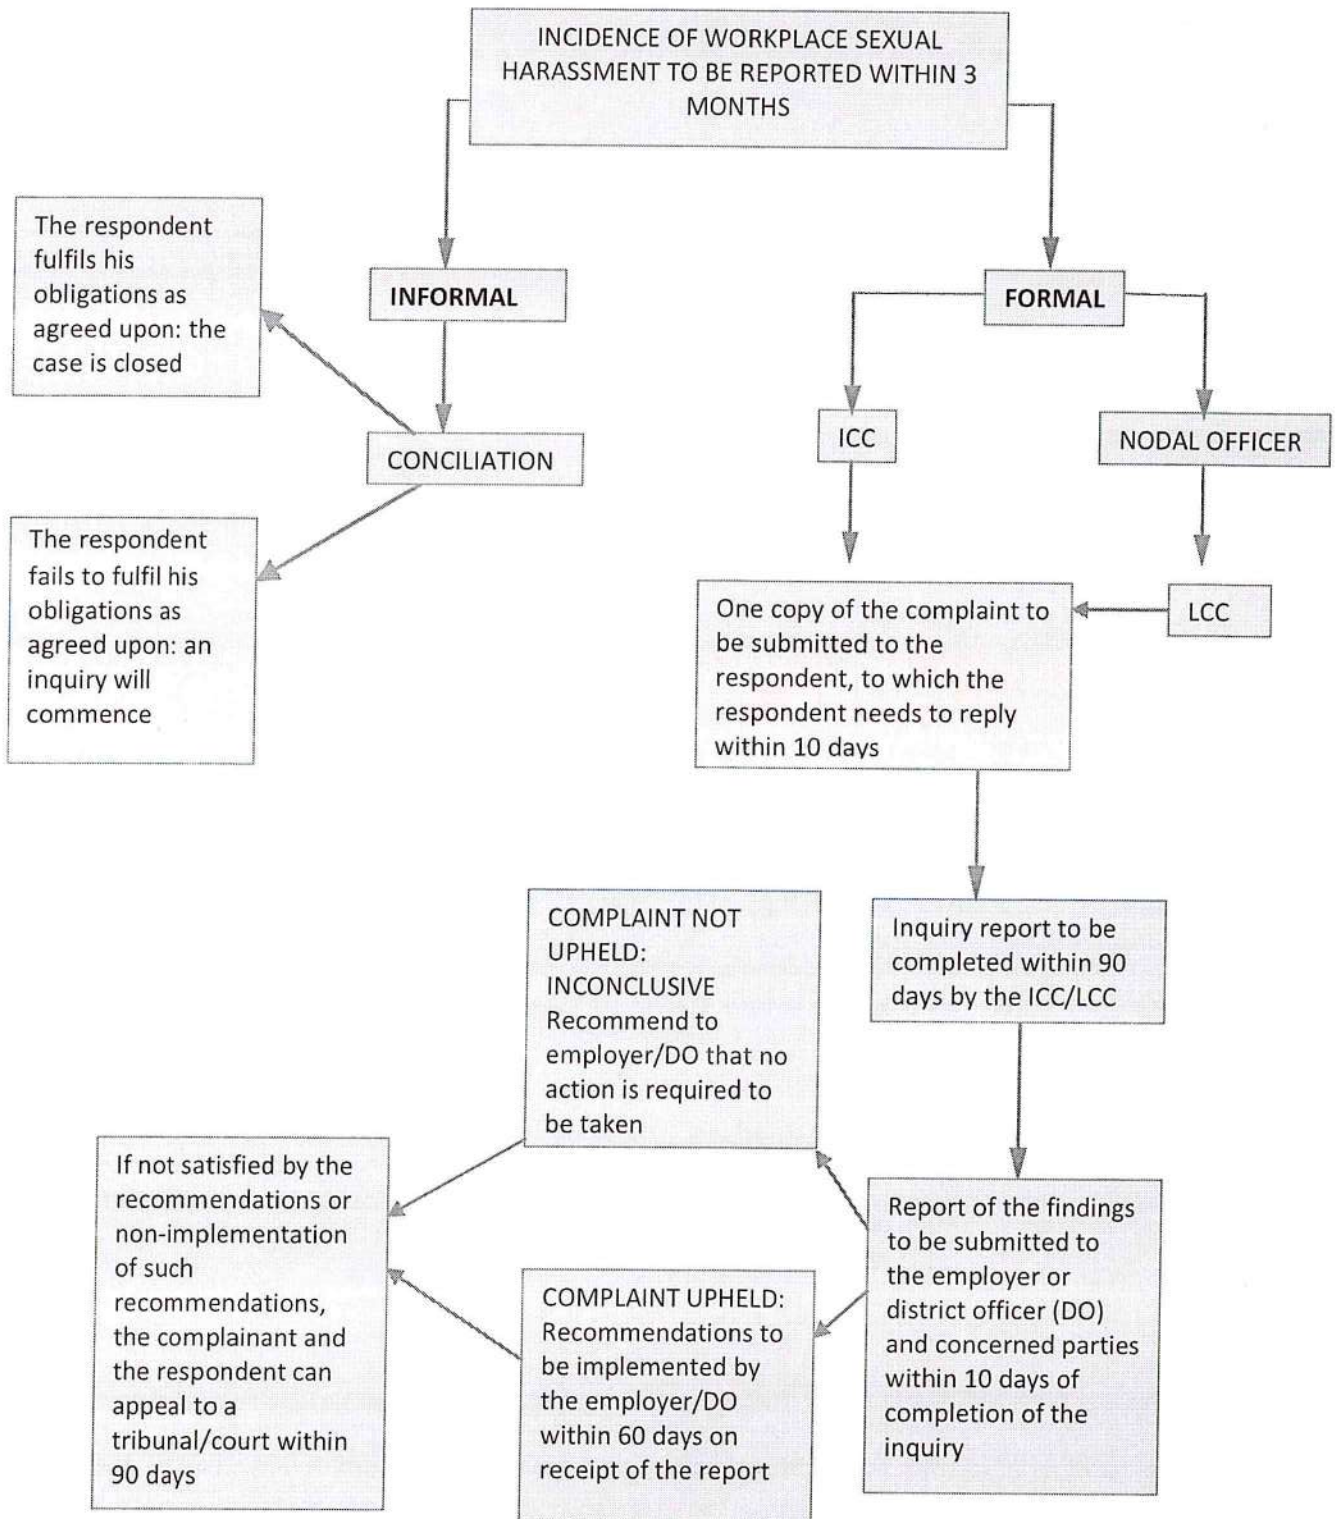 INCIDENCE OF WORKPLACE SEXUAL
HARASSMENT TO BE REPORTED WITHIN 3
MONTHS
The respondent
fulfils his
obligations as
agreed upon: the
case is closed
INFORMAL
FORMAL
ICC
NODAL OFFICER
CONCILIATION
The respondent
fails to fulfil his
obligations as
agreed upon: an
inquiry will
commence
One copy of the complaint to
be submitted to the
respondent, to which the
respondent needs to reply
within 10 days
LCC
Inquiry report to be
completed within 90
days by the ICC/LCC
COMPLAINT NOT
UPHELD:
INCONCLUSIVE
Recommend to
employer/DO that no
action is required to
be taken
Report of the findings
to be submitted to
the employer or
district officer (DO)
and concerned parties
within 10 days of
completion of the
inquiry
COMPLAINT UPHELD:
Recommendations to
be implemented by
the employer/DO
within 60 days on
receipt of the report
If not satisfied by the
recommendations or
non-implementation
of such
recommendations,
the complainant and
the respondent can
appeal to a
tribunal/court within
90 days